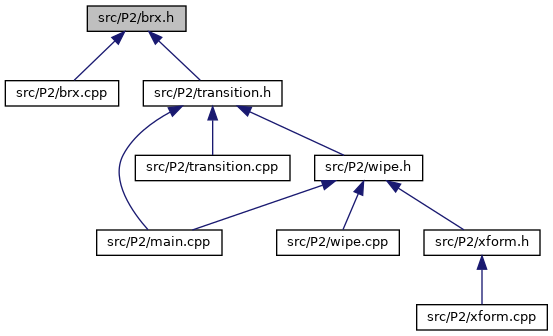 src/P2/brx.h
src/P2/brx.cpp
src/P2/transition.h
src/P2/transition.cpp
src/P2/wipe.h
src/P2/main.cpp
src/P2/wipe.cpp
src/P2/xform.h
src/P2/xform.cpp